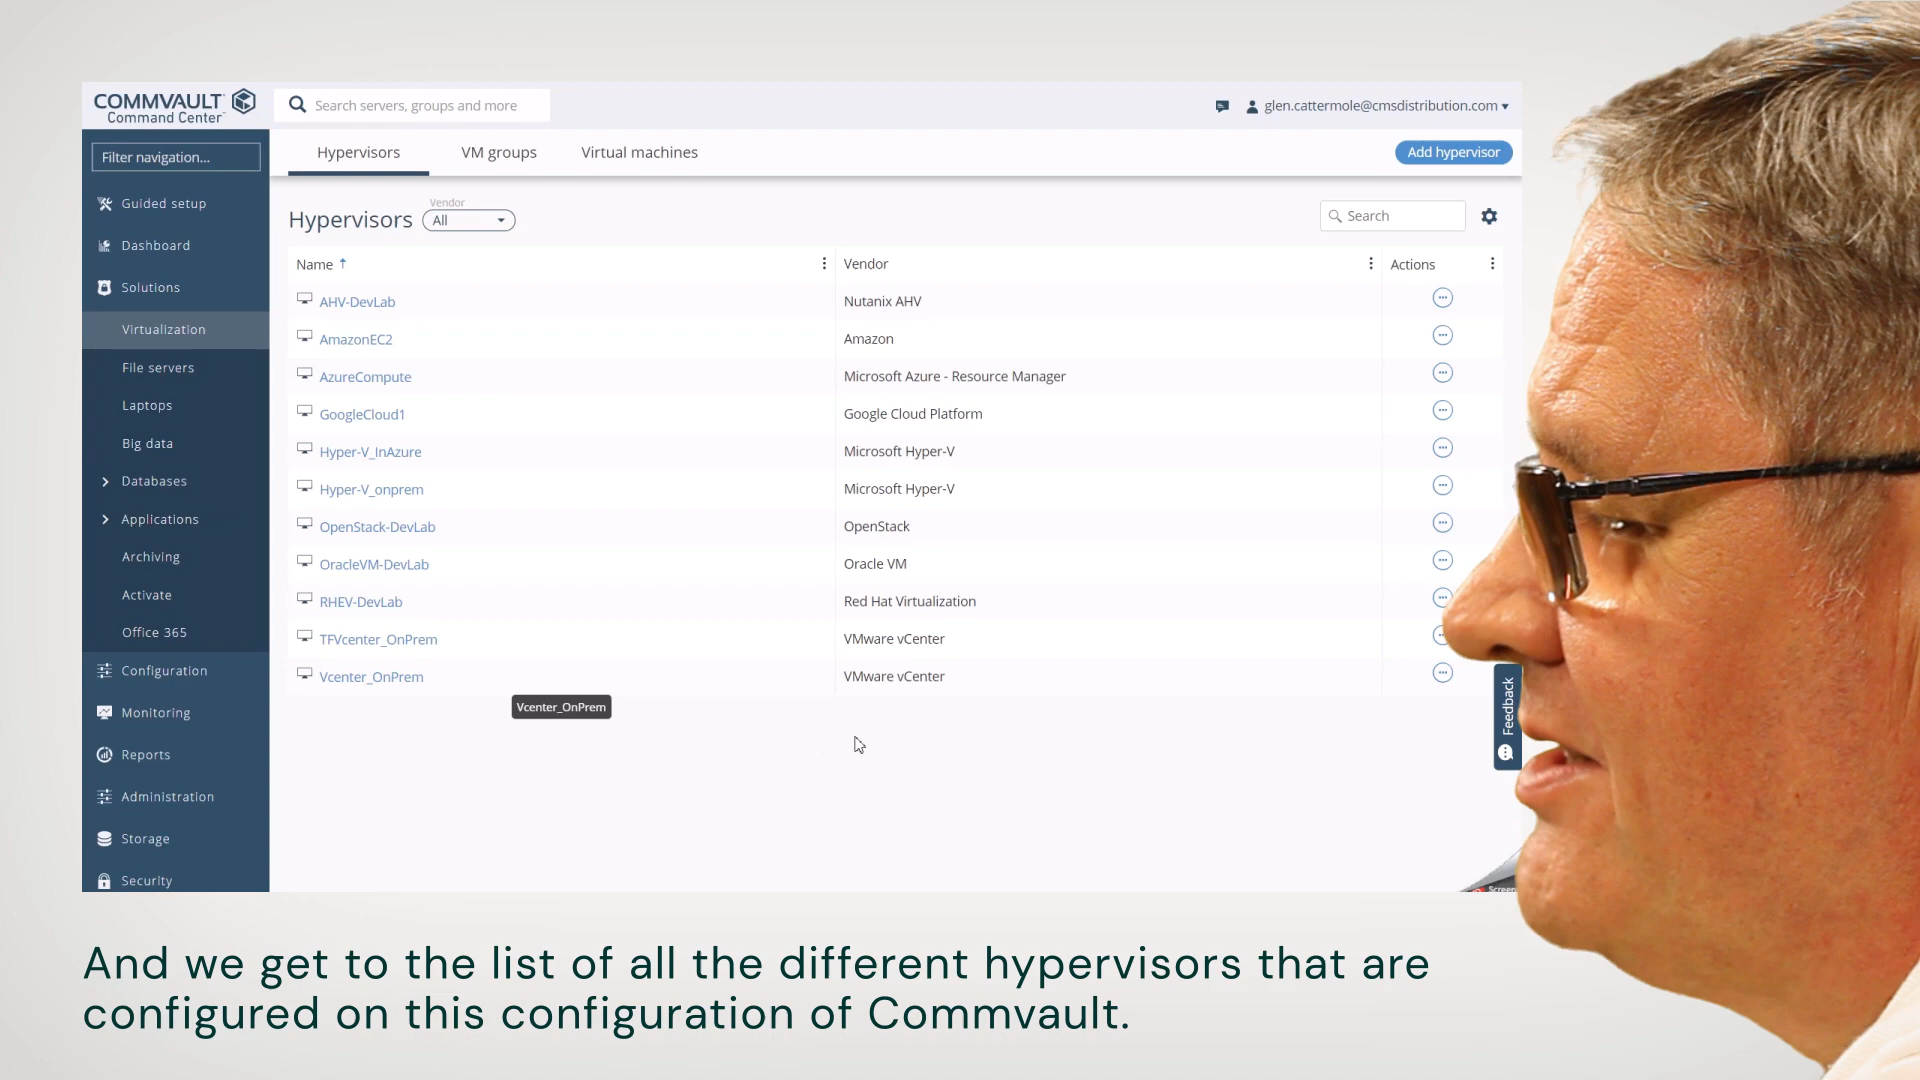 COMMVAULT
Command Center
Search servers, groups and more
glen.cattermole@cmsdistribution.com
Filter navigation...
Guided setup
Dashboard
Solutions
Virtualization
File servers
Laptops
Big data
Databases
Applications
Archiving
Activate
Office 365
Configuration
Monitoring
Reports
Administration
Storage
Security
Hypervisors
VM groups
Virtual machines
Add hypervisor
Hypervisors
Vendor
All
Search
Name
Vendor
Actions
AHV-DevLab
Nutanix AHV
AmazonEC2
Amazon
AzureCompute
Microsoft Azure - Resource Manager
GoogleCloud1
Google Cloud Platform
Hyper-V_InAzure
Microsoft Hyper-V
Hyper-V_onprem
Microsoft Hyper-V
OpenStack-DevLab
OpenStack
OracleVM-DevLab
Oracle VM
RHEV-DevLab
Red Hat Virtualization
TFVcenter_OnPrem
VMware vCenter
Vcenter_OnPrem
VMware vCenter
Vcenter_OnPrem
Feedback
And we get to the list of all the different hypervisors that are
configured on this configuration of Commvault.